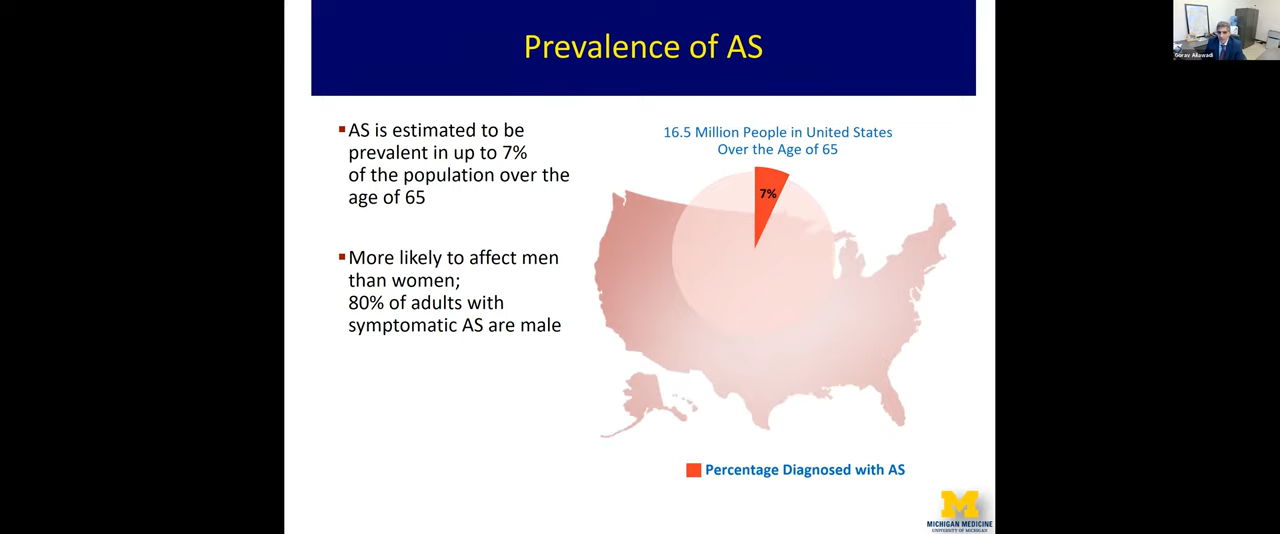 Prevalence of AS
Gorav Ailawadi
▪AS is estimated to be
prevalent in up to 7%
of the population over the
age of 65
▪More likely to affect men
than women;
80% of adults with
symptomatic AS are male
16.5 Million People in United States
Over the Age of 65
7%
Percentage Diagnosed with AS
M
MICHIGAN MEDICINE
UNIVERSITY OF MICHIGAN